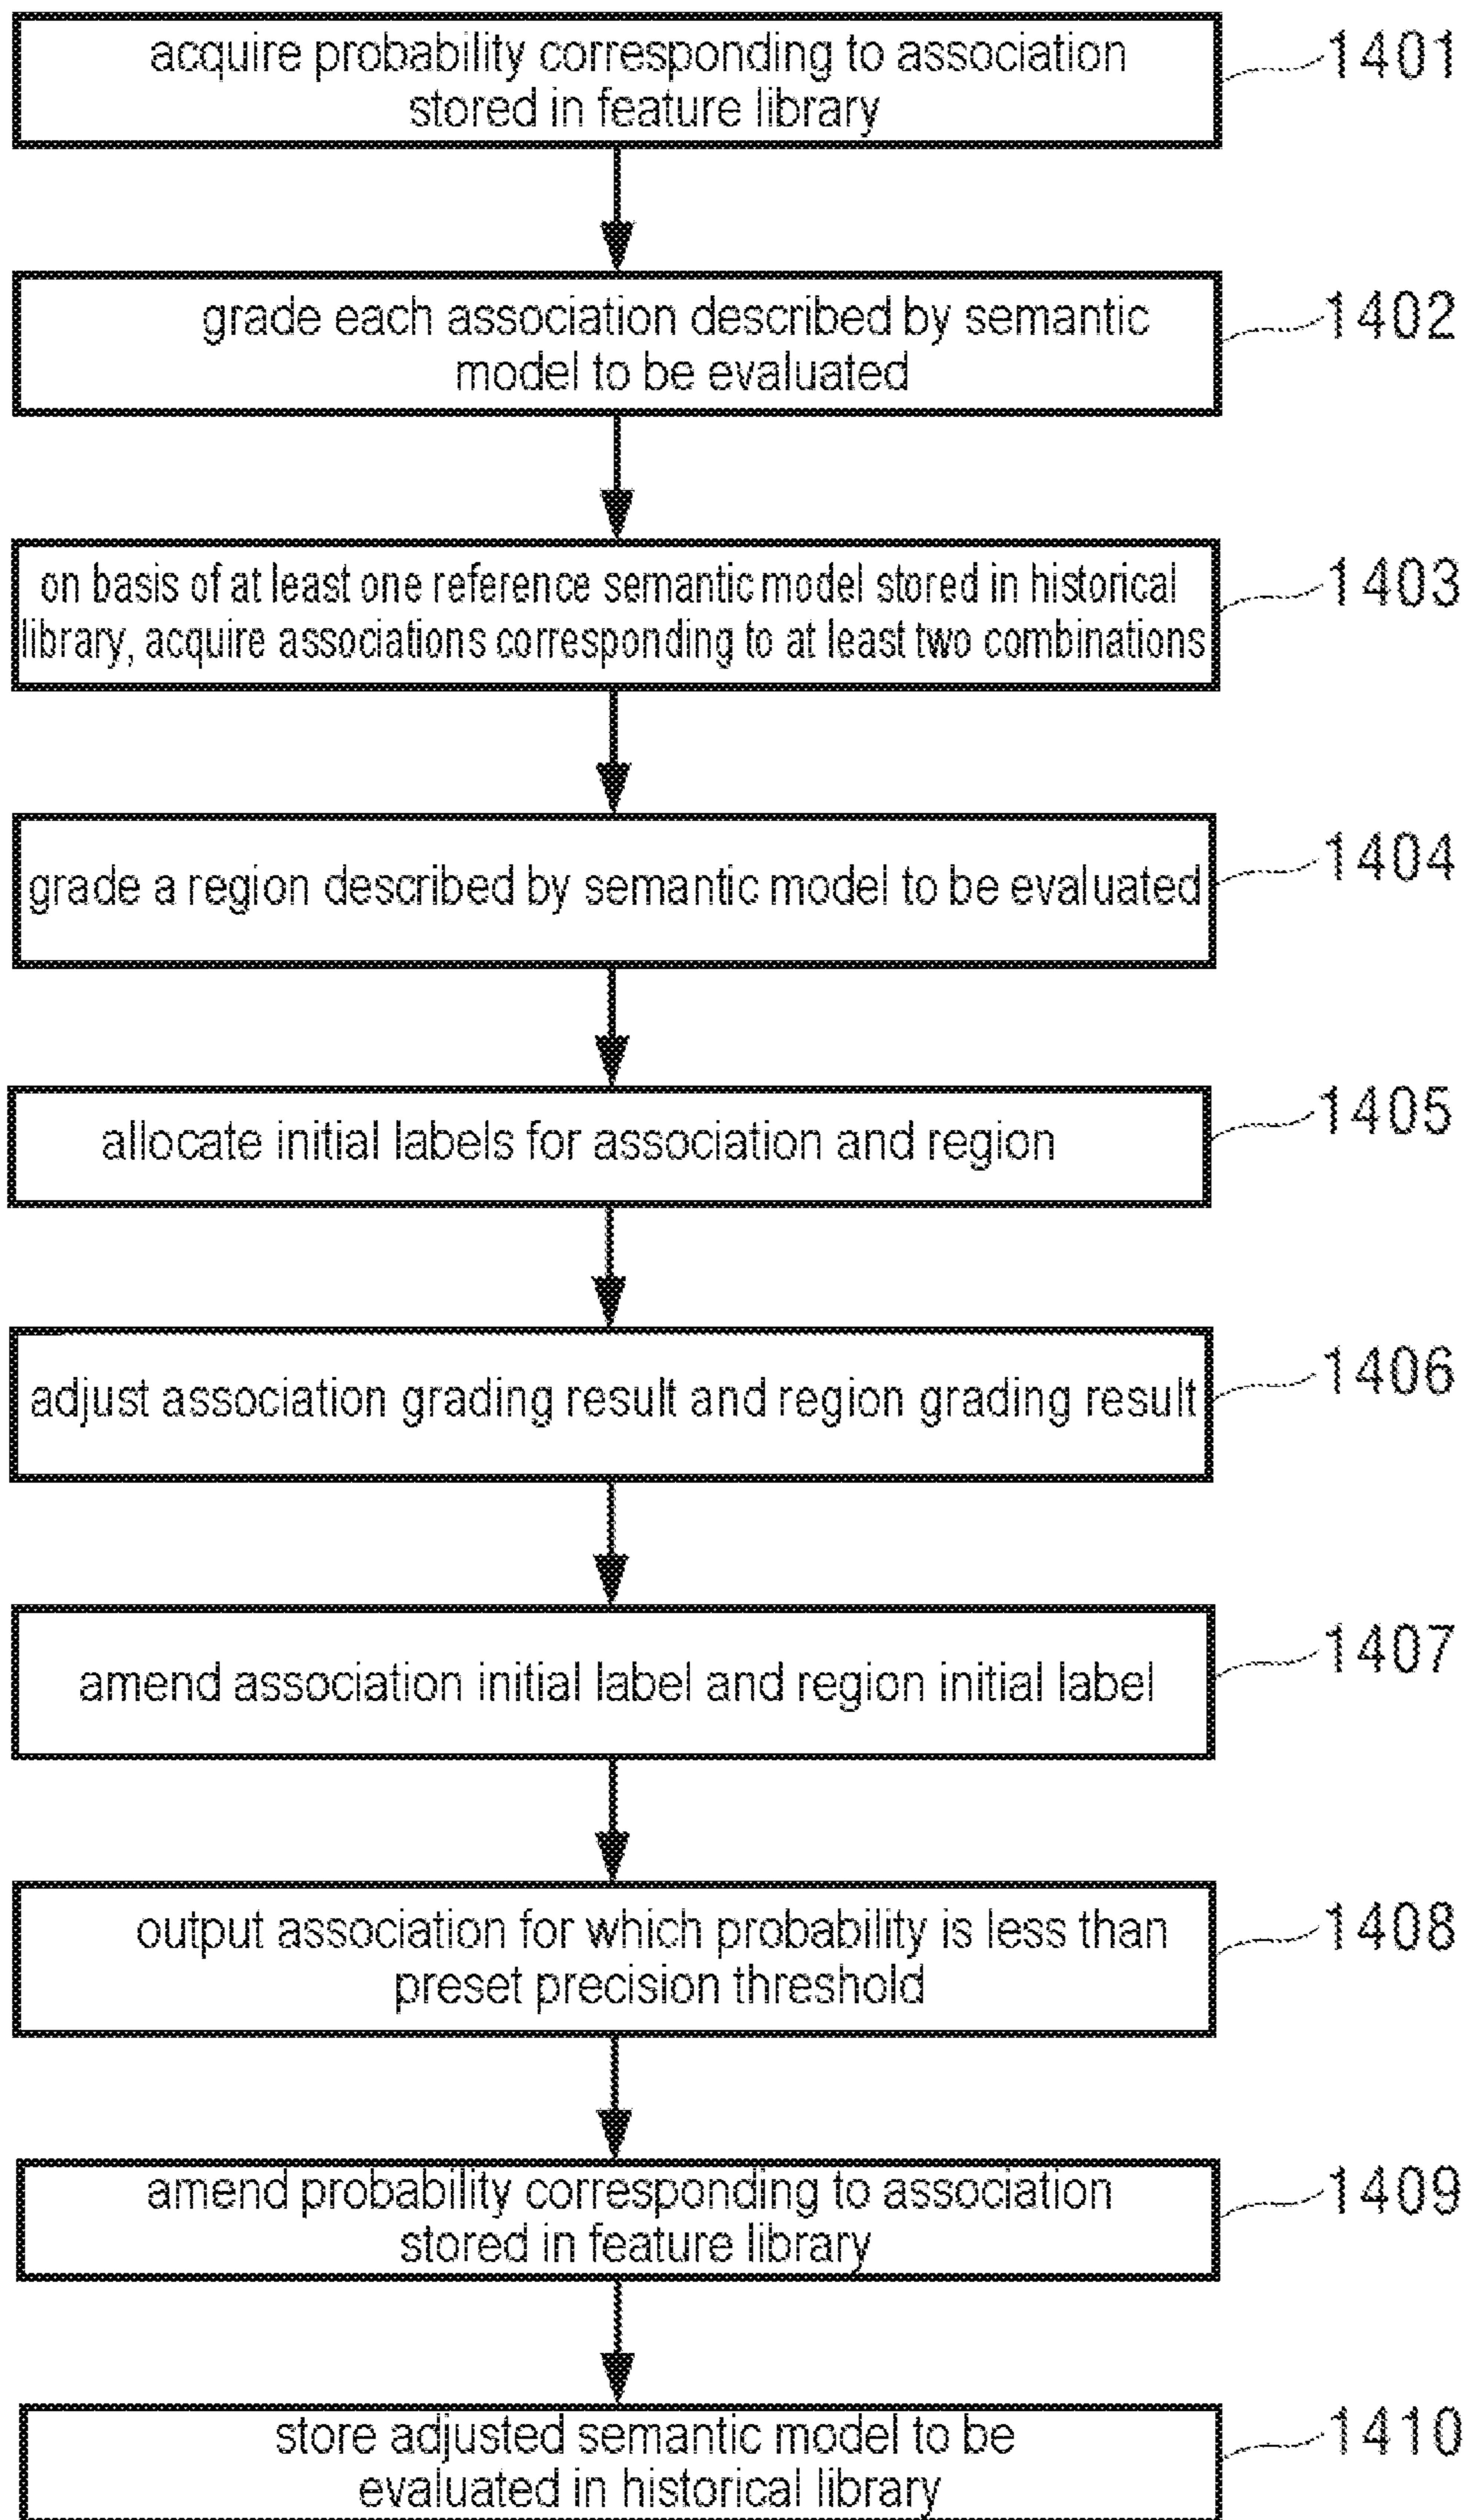 acquire probability corresponding to association
stored in feature library
1401
grade each association described by semantic
model to be evaluated
1402
on basis of at least one reference semantic model stored in historical
library, acquire associations corresponding to at least two combinations
1403
grade a region described by semantic model to be evaluated
1404
allocate initial labels for association and region
1405
adjust association grading result and region grading result
1406
amend association initial label and region initial label
1407
output association for which probability is less than
preset precision threshold
1408
amend probability corresponding to association
stored in feature library
1409
store adjusted semantic model to be
evaluated in historical library
1410